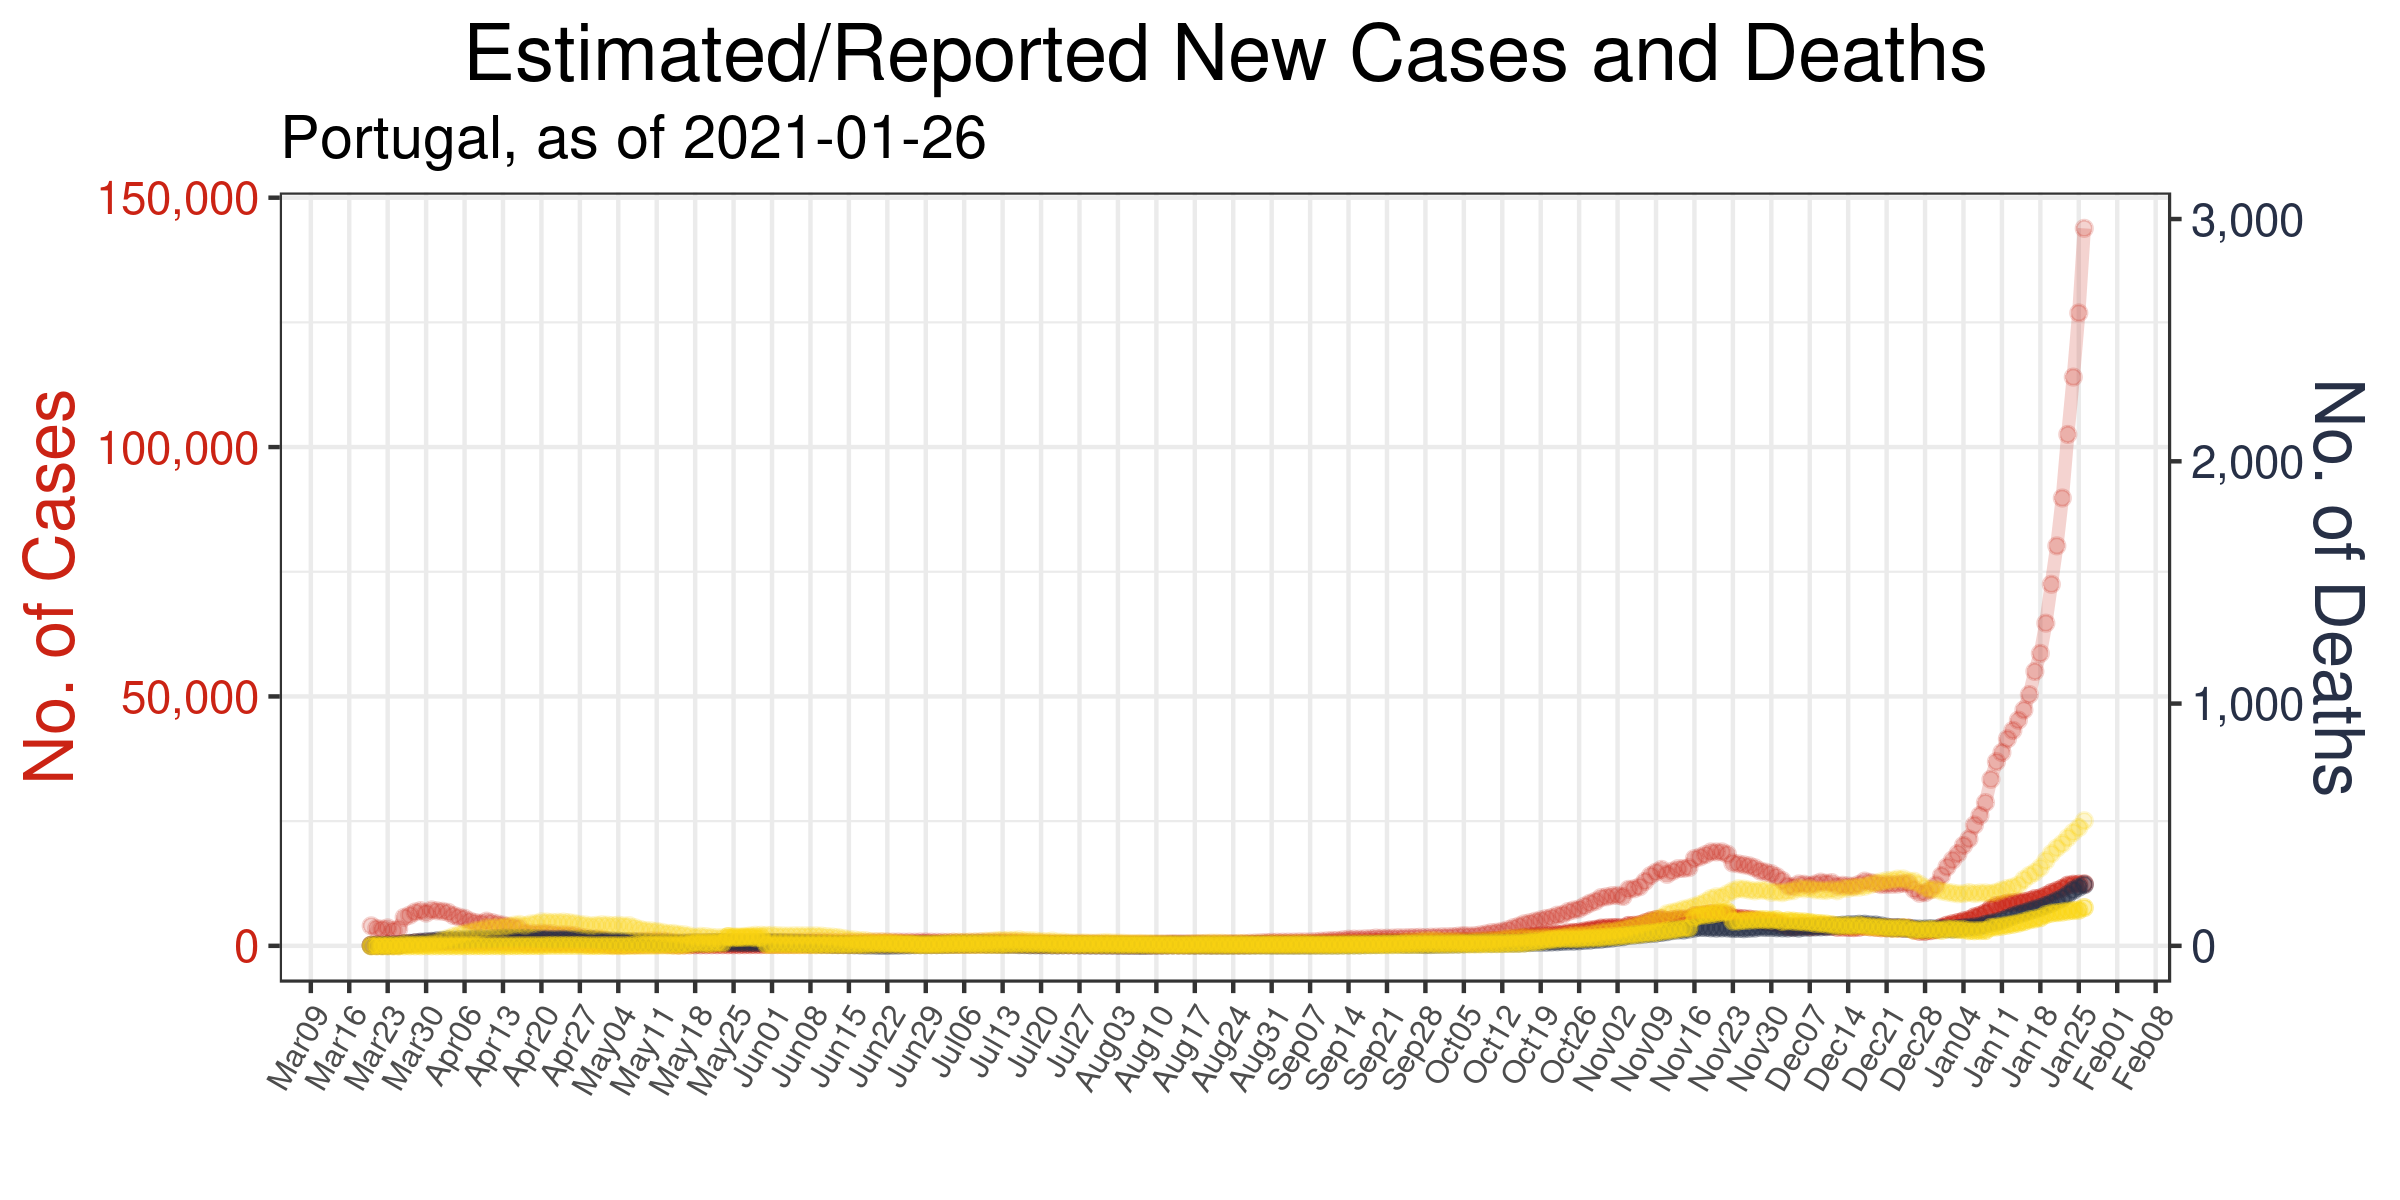 Estimated/Reported New Cases and Deaths
Portugal, as of 2021-01-26
No. of Cases
150,000
100,000
50,000
0
3,000
2,000
1,000
0
No. of Deaths
Mar09
Mar16
Mar23
Mar30
Apr06
Apr13
Apr20
Apr27
May04
May11
May18
May25
Jun01
Jun08
Jun15
Jun22
Jun29
Jul06
Jul13
Jul20
Jul27
Aug03
Aug10
Aug17
Aug24
Aug31
Sep07
Sep14
Sep21
Sep28
Oct05
Oct12
Oct19
Oct26
Nov02
Nov09
Nov16
Nov23
Nov30
Dec07
Dec14
Dec21
Dec28
Jan04
Jan11
Jan18
Jan25
Feb01
Feb08